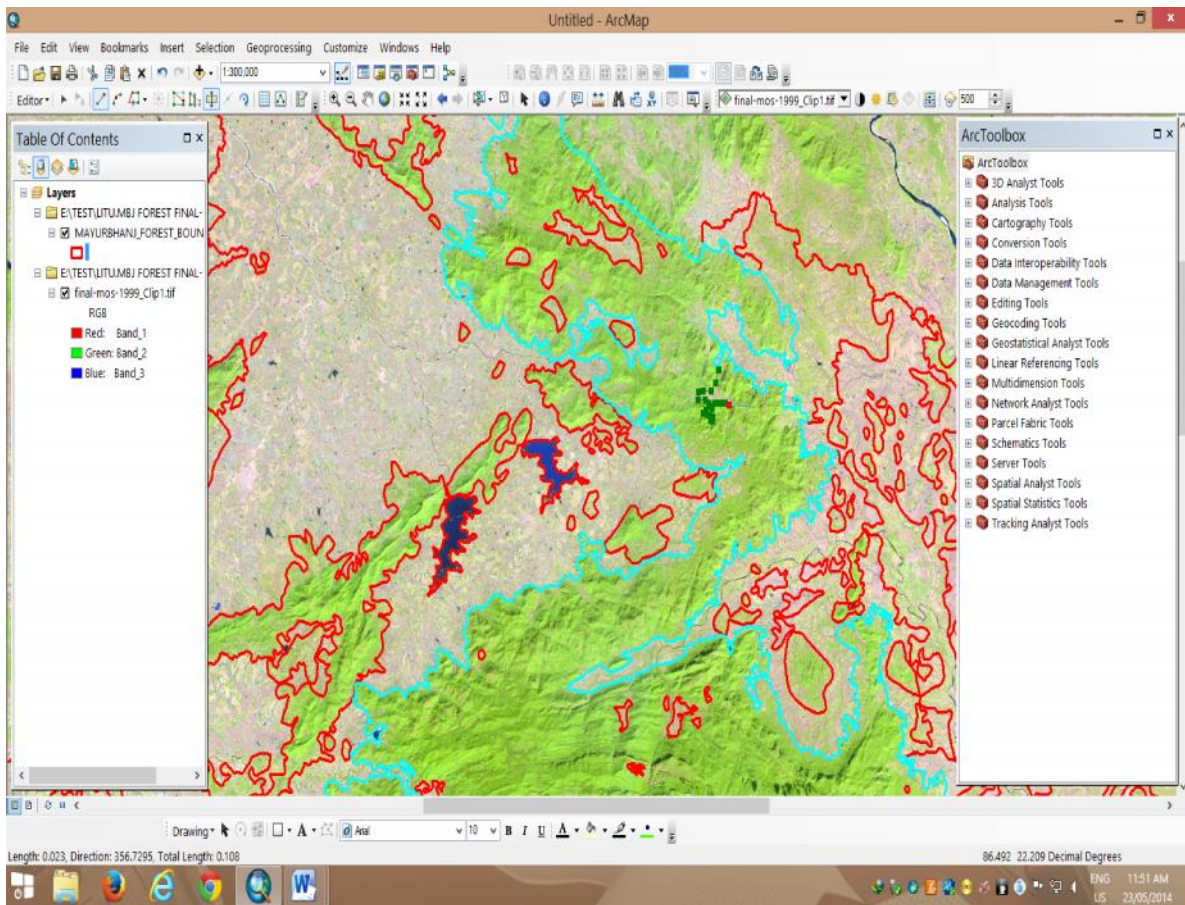 Untitled - ArcMap
File Edit View Bookmarks Insert Selection Geoprocessing Customize Windows Help
1:300,000
Editor final-mos-1999_Clip1.tif 500
Table Of Contents
Layers
E:\TEST\LITU.MBJ FOREST FINAL-
MAYURBHANJ_FOREST_BOUN
E:\TEST\LITU.MBJ FOREST FINAL-
final-mos-1999_Clip1.tif
RGB
Red: Band_1
Green: Band_2
Blue: Band_3
ArcToolbox
ArcToolbox
3D Analyst Tools
Analysis Tools
Cartography Tools
Conversion Tools
Data Interoperability Tools
Data Management Tools
Editing Tools
Geocoding Tools
Geostatistical Analyst Tools
Linear Referencing Tools
Multidimension Tools
Network Analyst Tools
Parcel Fabric Tools
Schematics Tools
Server Tools
Spatial Analyst Tools
Spatial Statistics Tools
Tracking Analyst Tools
Drawing A Arial 10 B I U A
Length: 0.023, Direction: 356.7295, Total Length: 0.108
86.492 22.209 Decimal Degrees
ENG 11:51 AM
US 23/05/2014